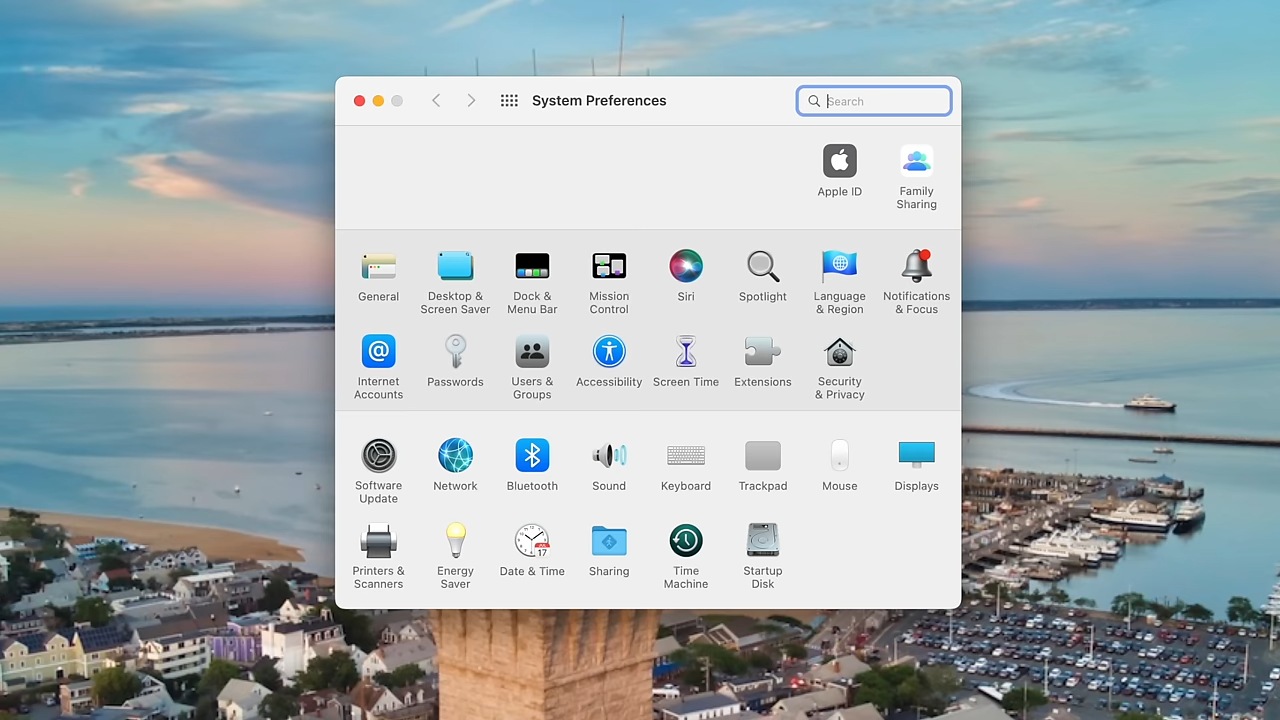 System Preferences
Search
Apple ID
Family
Sharing
General
Desktop &
Screen Saver
Dock &
Menu Bar
Mission
Control
Siri
Spotlight
Language
& Region
Notifications
& Focus
@
Internet
Accounts
Passwords
Users &
Groups
Accessibility
Screen Time
Extensions
Security
& Privacy
Software
Update
Network
Bluetooth
Sound
Keyboard
Trackpad
Mouse
Displays
Printers &
Scanners
Energy
Saver
17
Date & Time
Sharing
Time
Machine
Startup
Disk